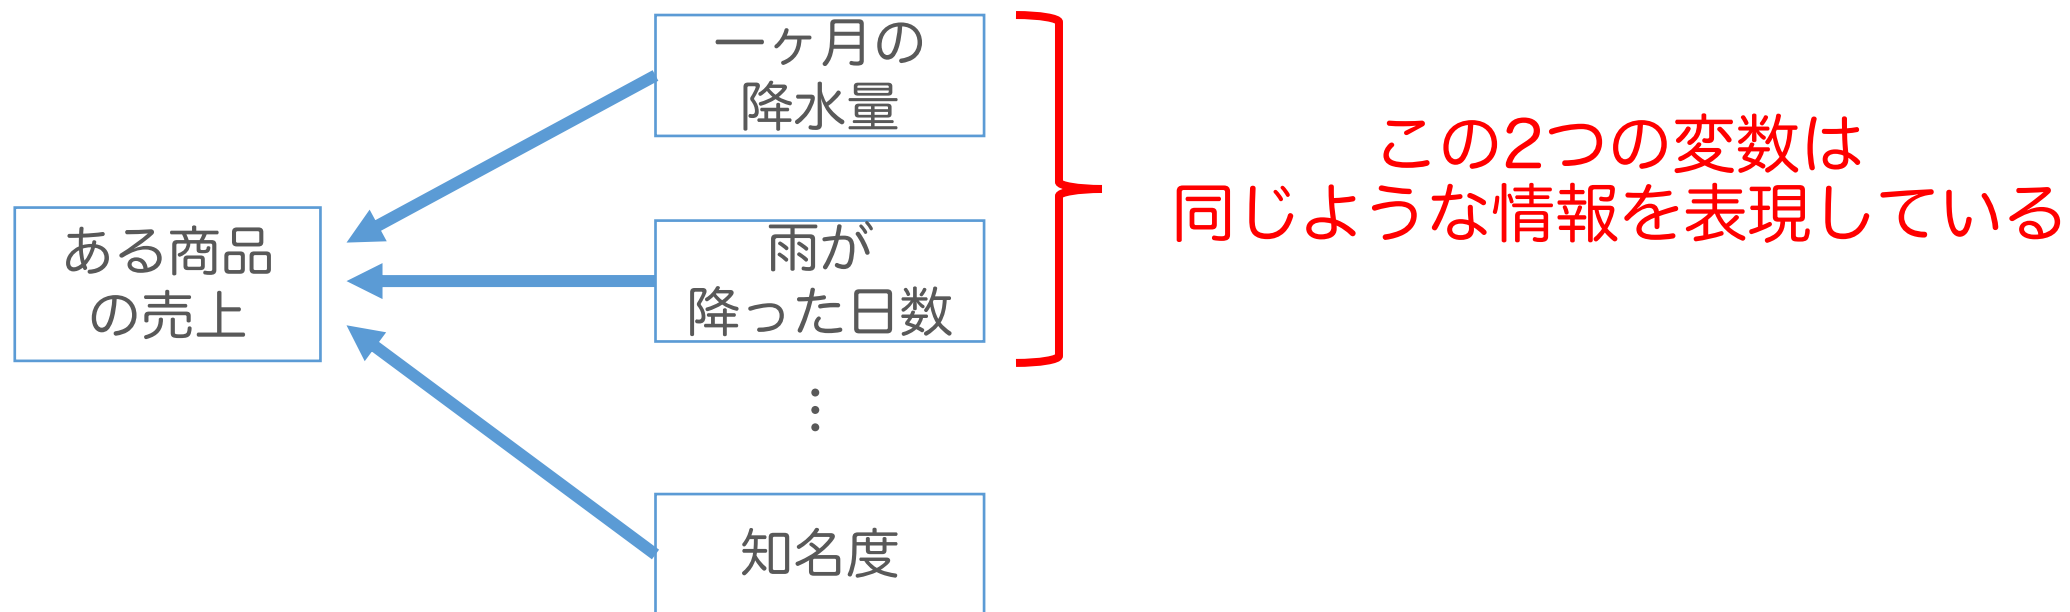 一ヶ月の
降水量
この2つの変数は
同じような情報を表現している
ある商品
の売上
雨が
降った日数
⋮
知名度